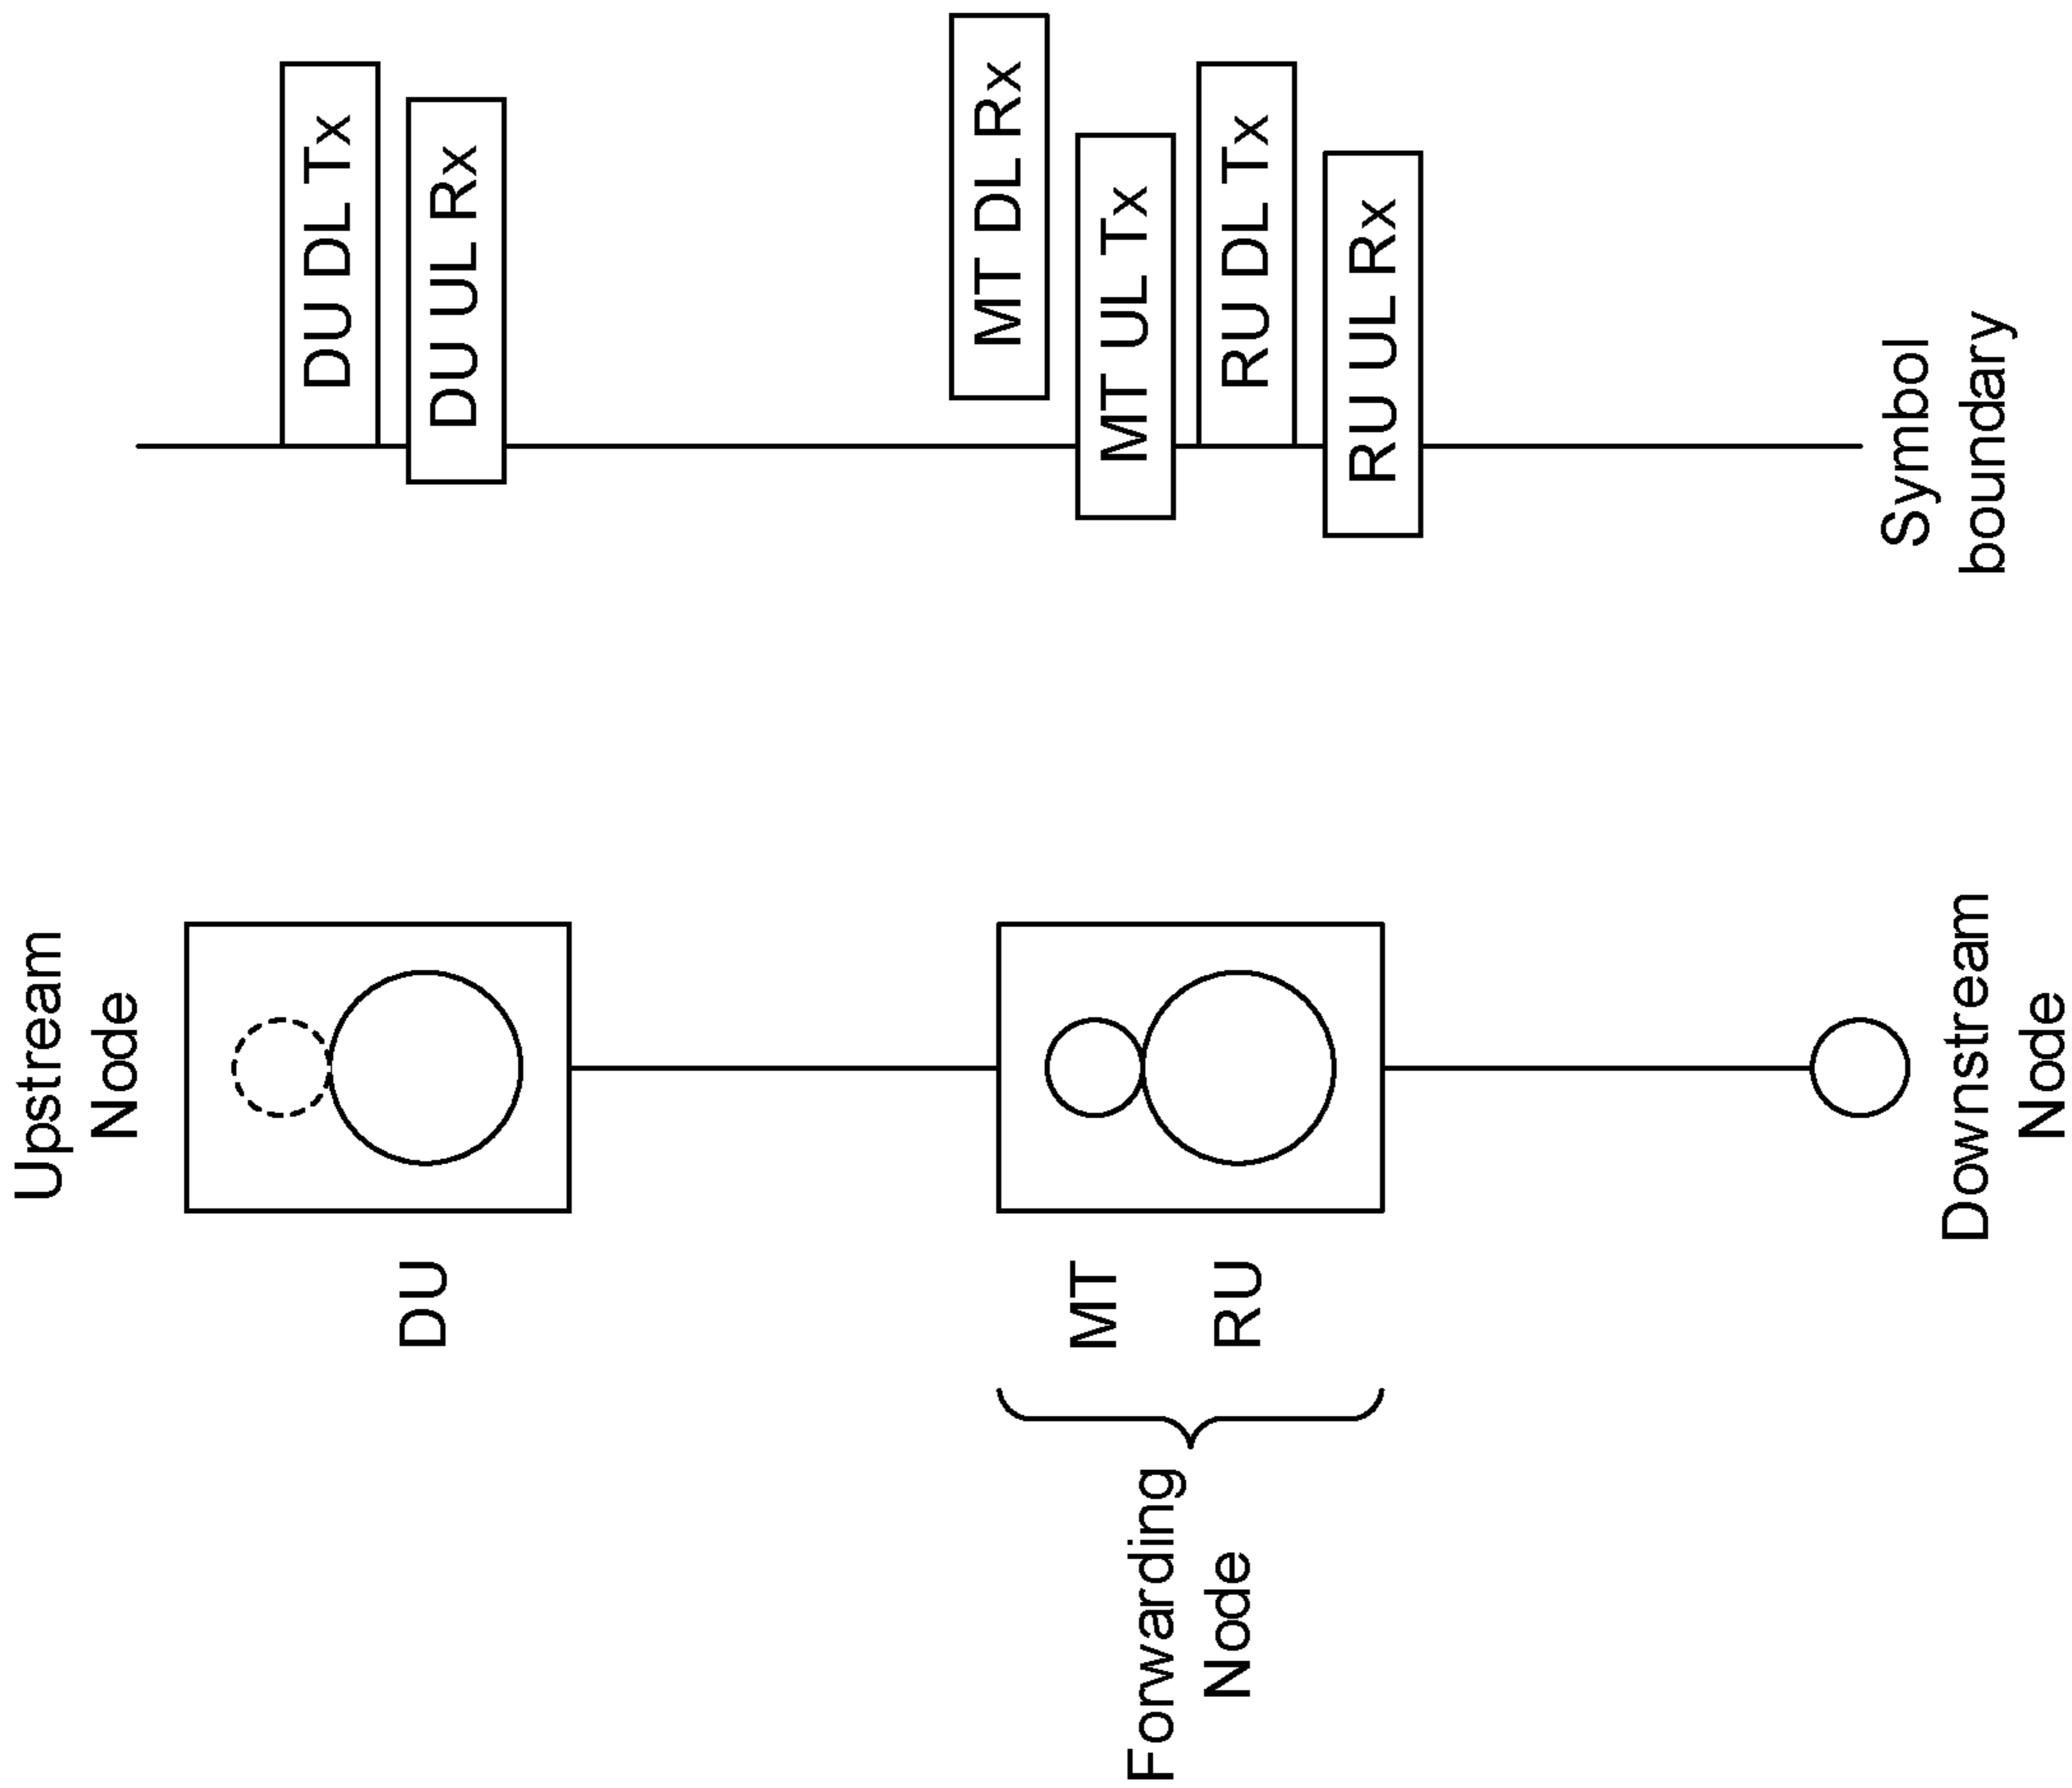 Upstream
Node
DU
DU DL Tx
DU UL Rx
Forwarding
Node
MT
RU
MT DL Rx
MT UL Tx
RU DL Tx
RU UL Rx
Downstream
Node
Symbol
boundary